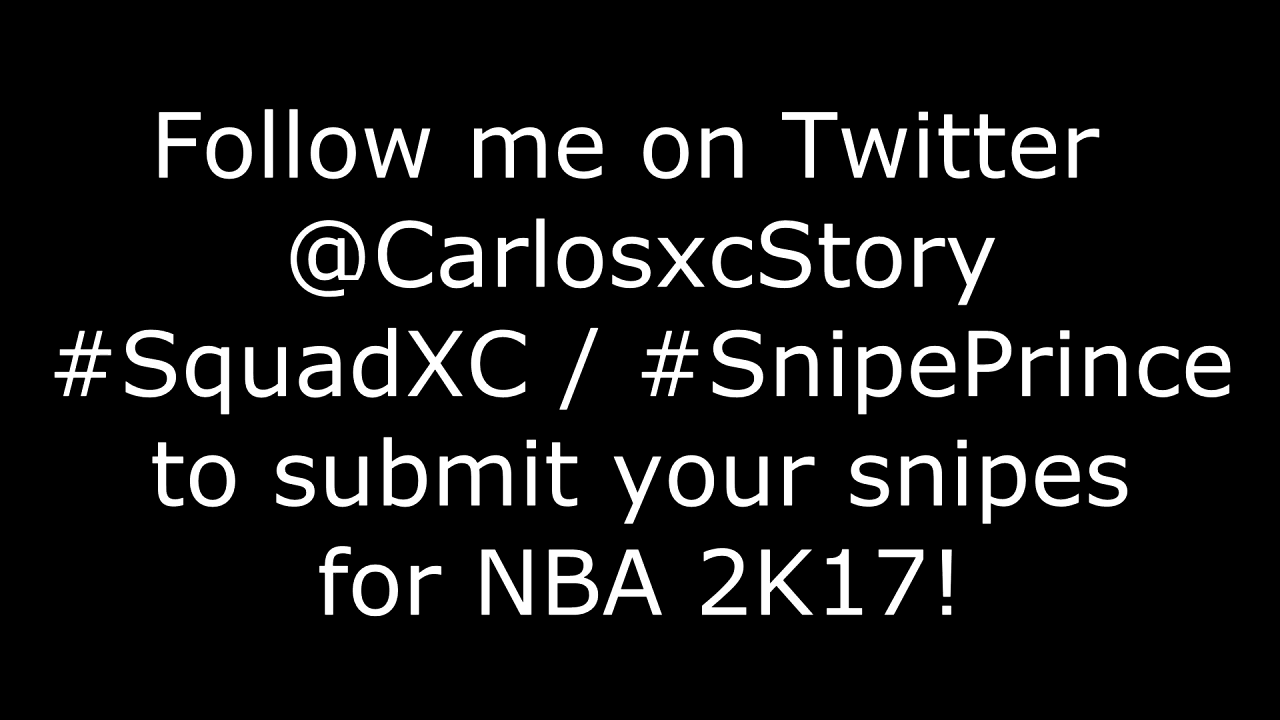 Follow me on Twitter
@CarlosxcStory
#SquadXC / #SnipePrince
to submit your snipes
for NBA 2K17!